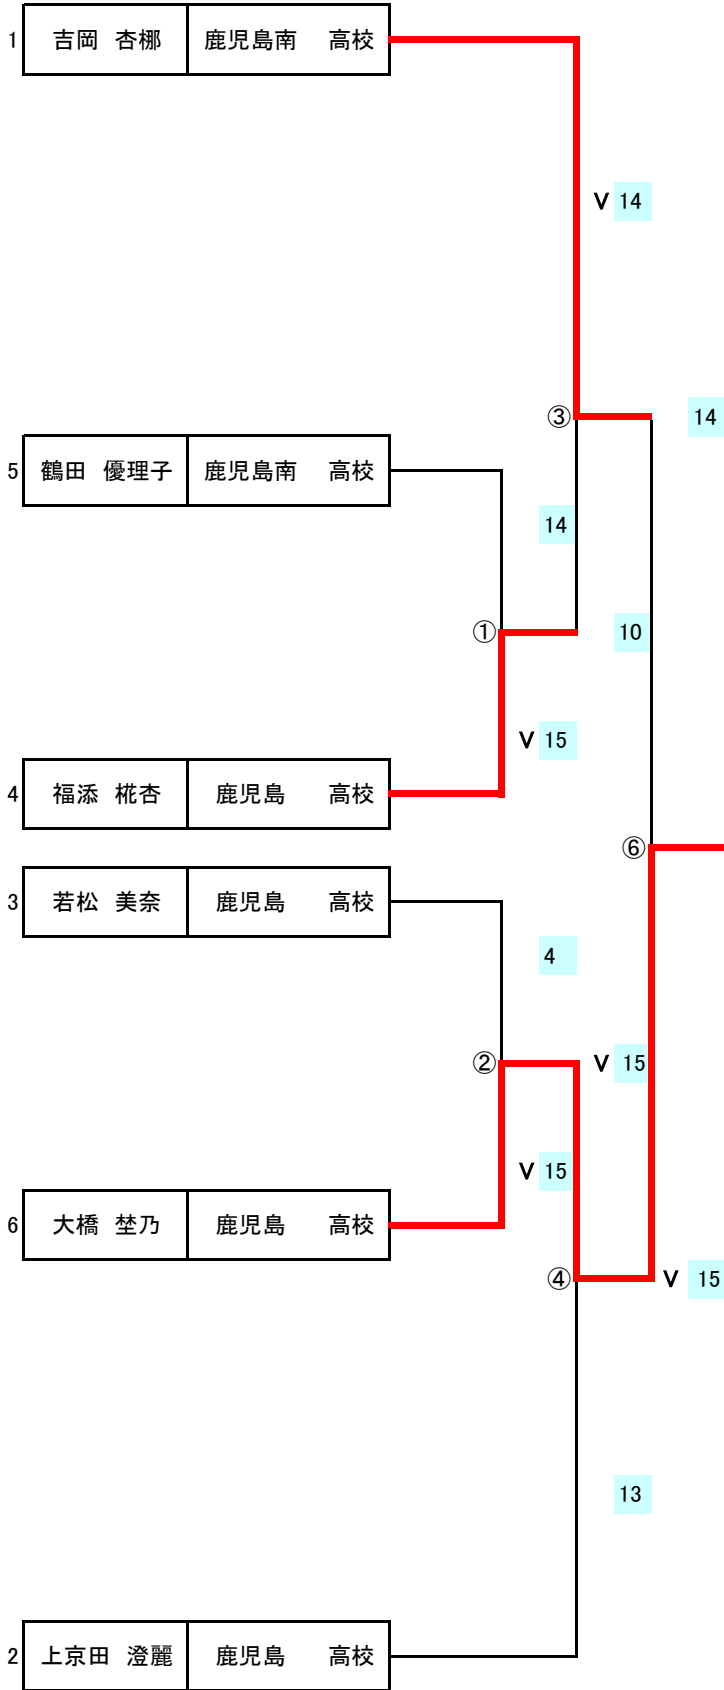 1 吉岡 杏梛 鹿児島南 高校
V 14
③ 14
5 鶴田 優理子 鹿児島南 高校
14
① 10
V 15
4 福添 椛杏 鹿児島 高校
⑥
3 若松 美奈 鹿児島 高校
4
② V 15
V 15
6 大橋 埜乃 鹿児島 高校
④ V 15
13
2 上京田 澄麗 鹿児島 高校